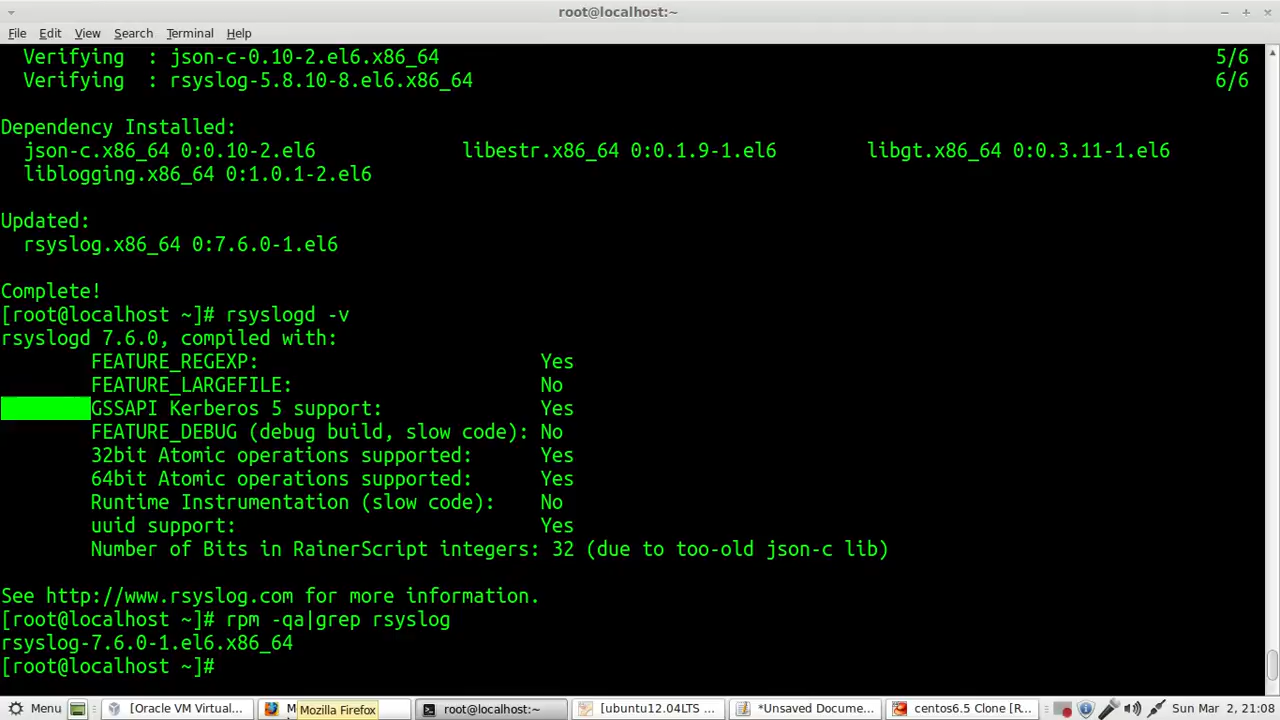 root@localhost:~
File Edit View Search Terminal Help
Verifying : json-c-0.10-2.el6.x86_64 5/6
Verifying : rsyslog-5.8.10-8.el6.x86_64 6/6
Dependency Installed:
json-c.x86_64 0:0.10-2.el6 libestr.x86_64 0:0.1.9-1.el6 libgt.x86_64 0:0.3.11-1.el6
liblogging.x86_64 0:1.0.1-2.el6
Updated:
rsyslog.x86_64 0:7.6.0-1.el6
Complete!
[root@localhost ~]# rsyslogd -v
rsyslogd 7.6.0, compiled with:
FEATURE_REGEXP: Yes
FEATURE_LARGEFILE: No
GSSAPI Kerberos 5 support: Yes
FEATURE_DEBUG (debug build, slow code): No
32bit Atomic operations supported: Yes
64bit Atomic operations supported: Yes
Runtime Instrumentation (slow code): No
uuid support: Yes
Number of Bits in RainerScript integers: 32 (due to too-old json-c lib)
See http://www.rsyslog.com for more information.
[root@localhost ~]# rpm -qa|grep rsyslog
rsyslog-7.6.0-1.el6.x86_64
[root@localhost ~]#
Menu [Oracle VM Virtual... M Mozilla Firefox root@localhost:~ [ubuntu12.04LTS ... *Unsaved Docume... centos6.5 Clone [R... Sun Mar 2, 21:08